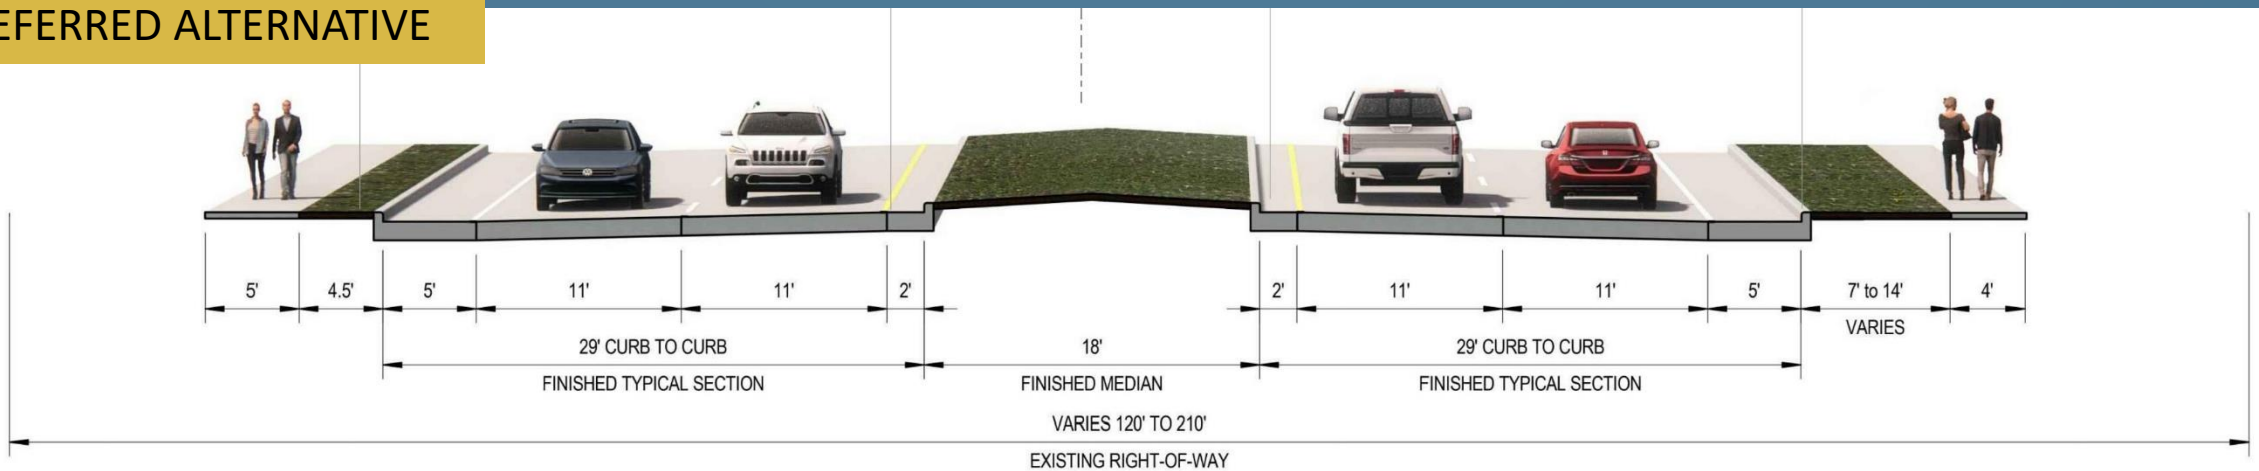 EFERRED ALTERNATIVE
5' 4.5' 5' 11' 11' 2' 2' 11' 11' 5' 7' to 14' 4'
VARIES
29' CURB TO CURB 18' 29' CURB TO CURB
FINISHED TYPICAL SECTION FINISHED MEDIAN FINISHED TYPICAL SECTION
VARIES 120' TO 210'
EXISTING RIGHT-OF-WAY